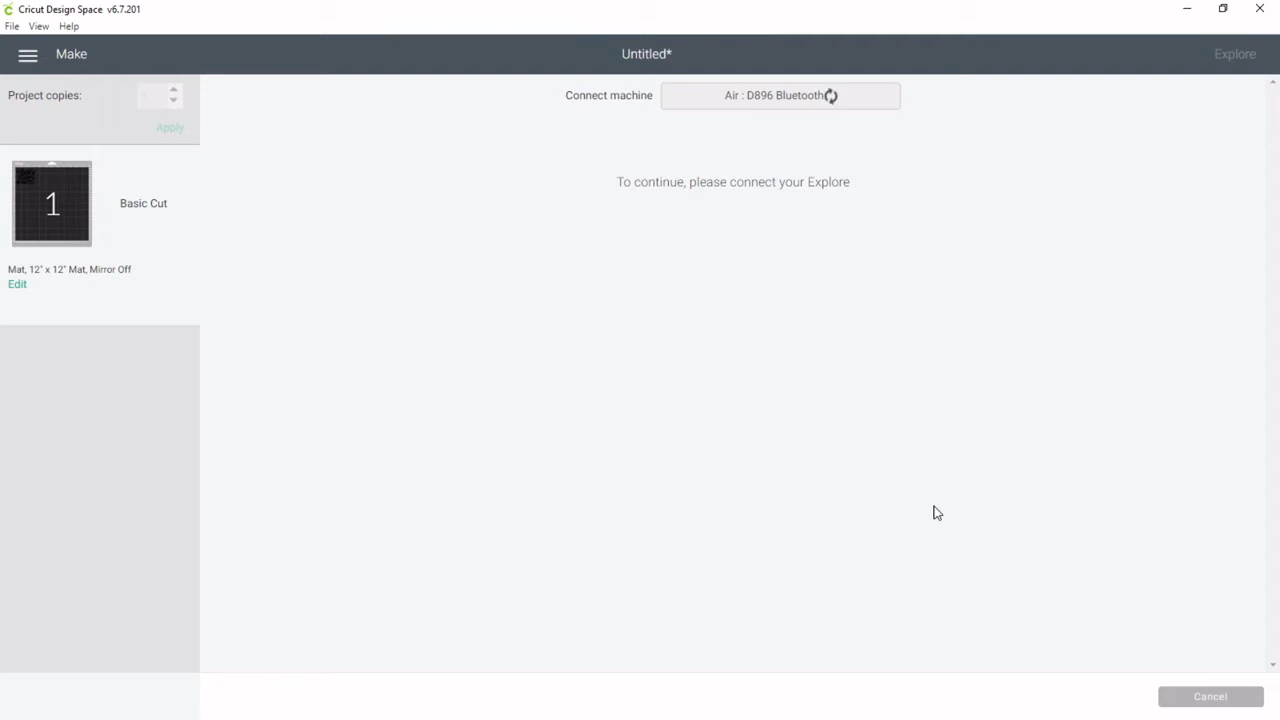 Cricut Design Space v6.7.201
File View Help
Make
Untitled*
Explore
Project copies:
Apply
Connect machine
Air : D896 Bluetooth
To continue, please connect your Explore
1
Basic Cut
Mat, 12" x 12" Mat, Mirror Off
Edit
Cancel